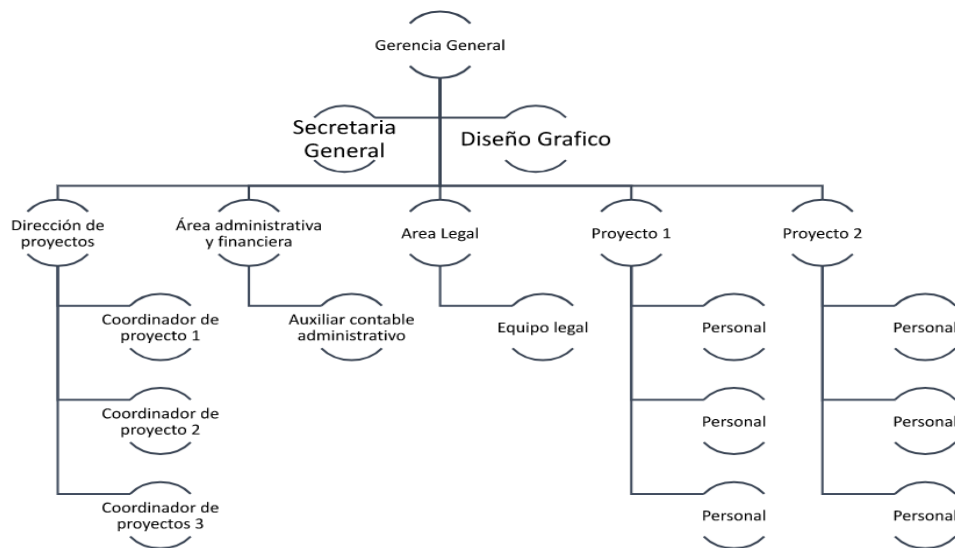 Gerencia General
Secretaria
General
Diseño Grafico
Dirección de
proyectos
Área administrativa
y financiera
Area Legal
Proyecto 1
Proyecto 2
Coordinador de
proyecto 1
Auxiliar contable
administrativo
Equipo legal
Personal
Personal
Coordinador de
proyecto 2
Personal
Personal
Coordinador de
proyectos 3
Personal
Personal